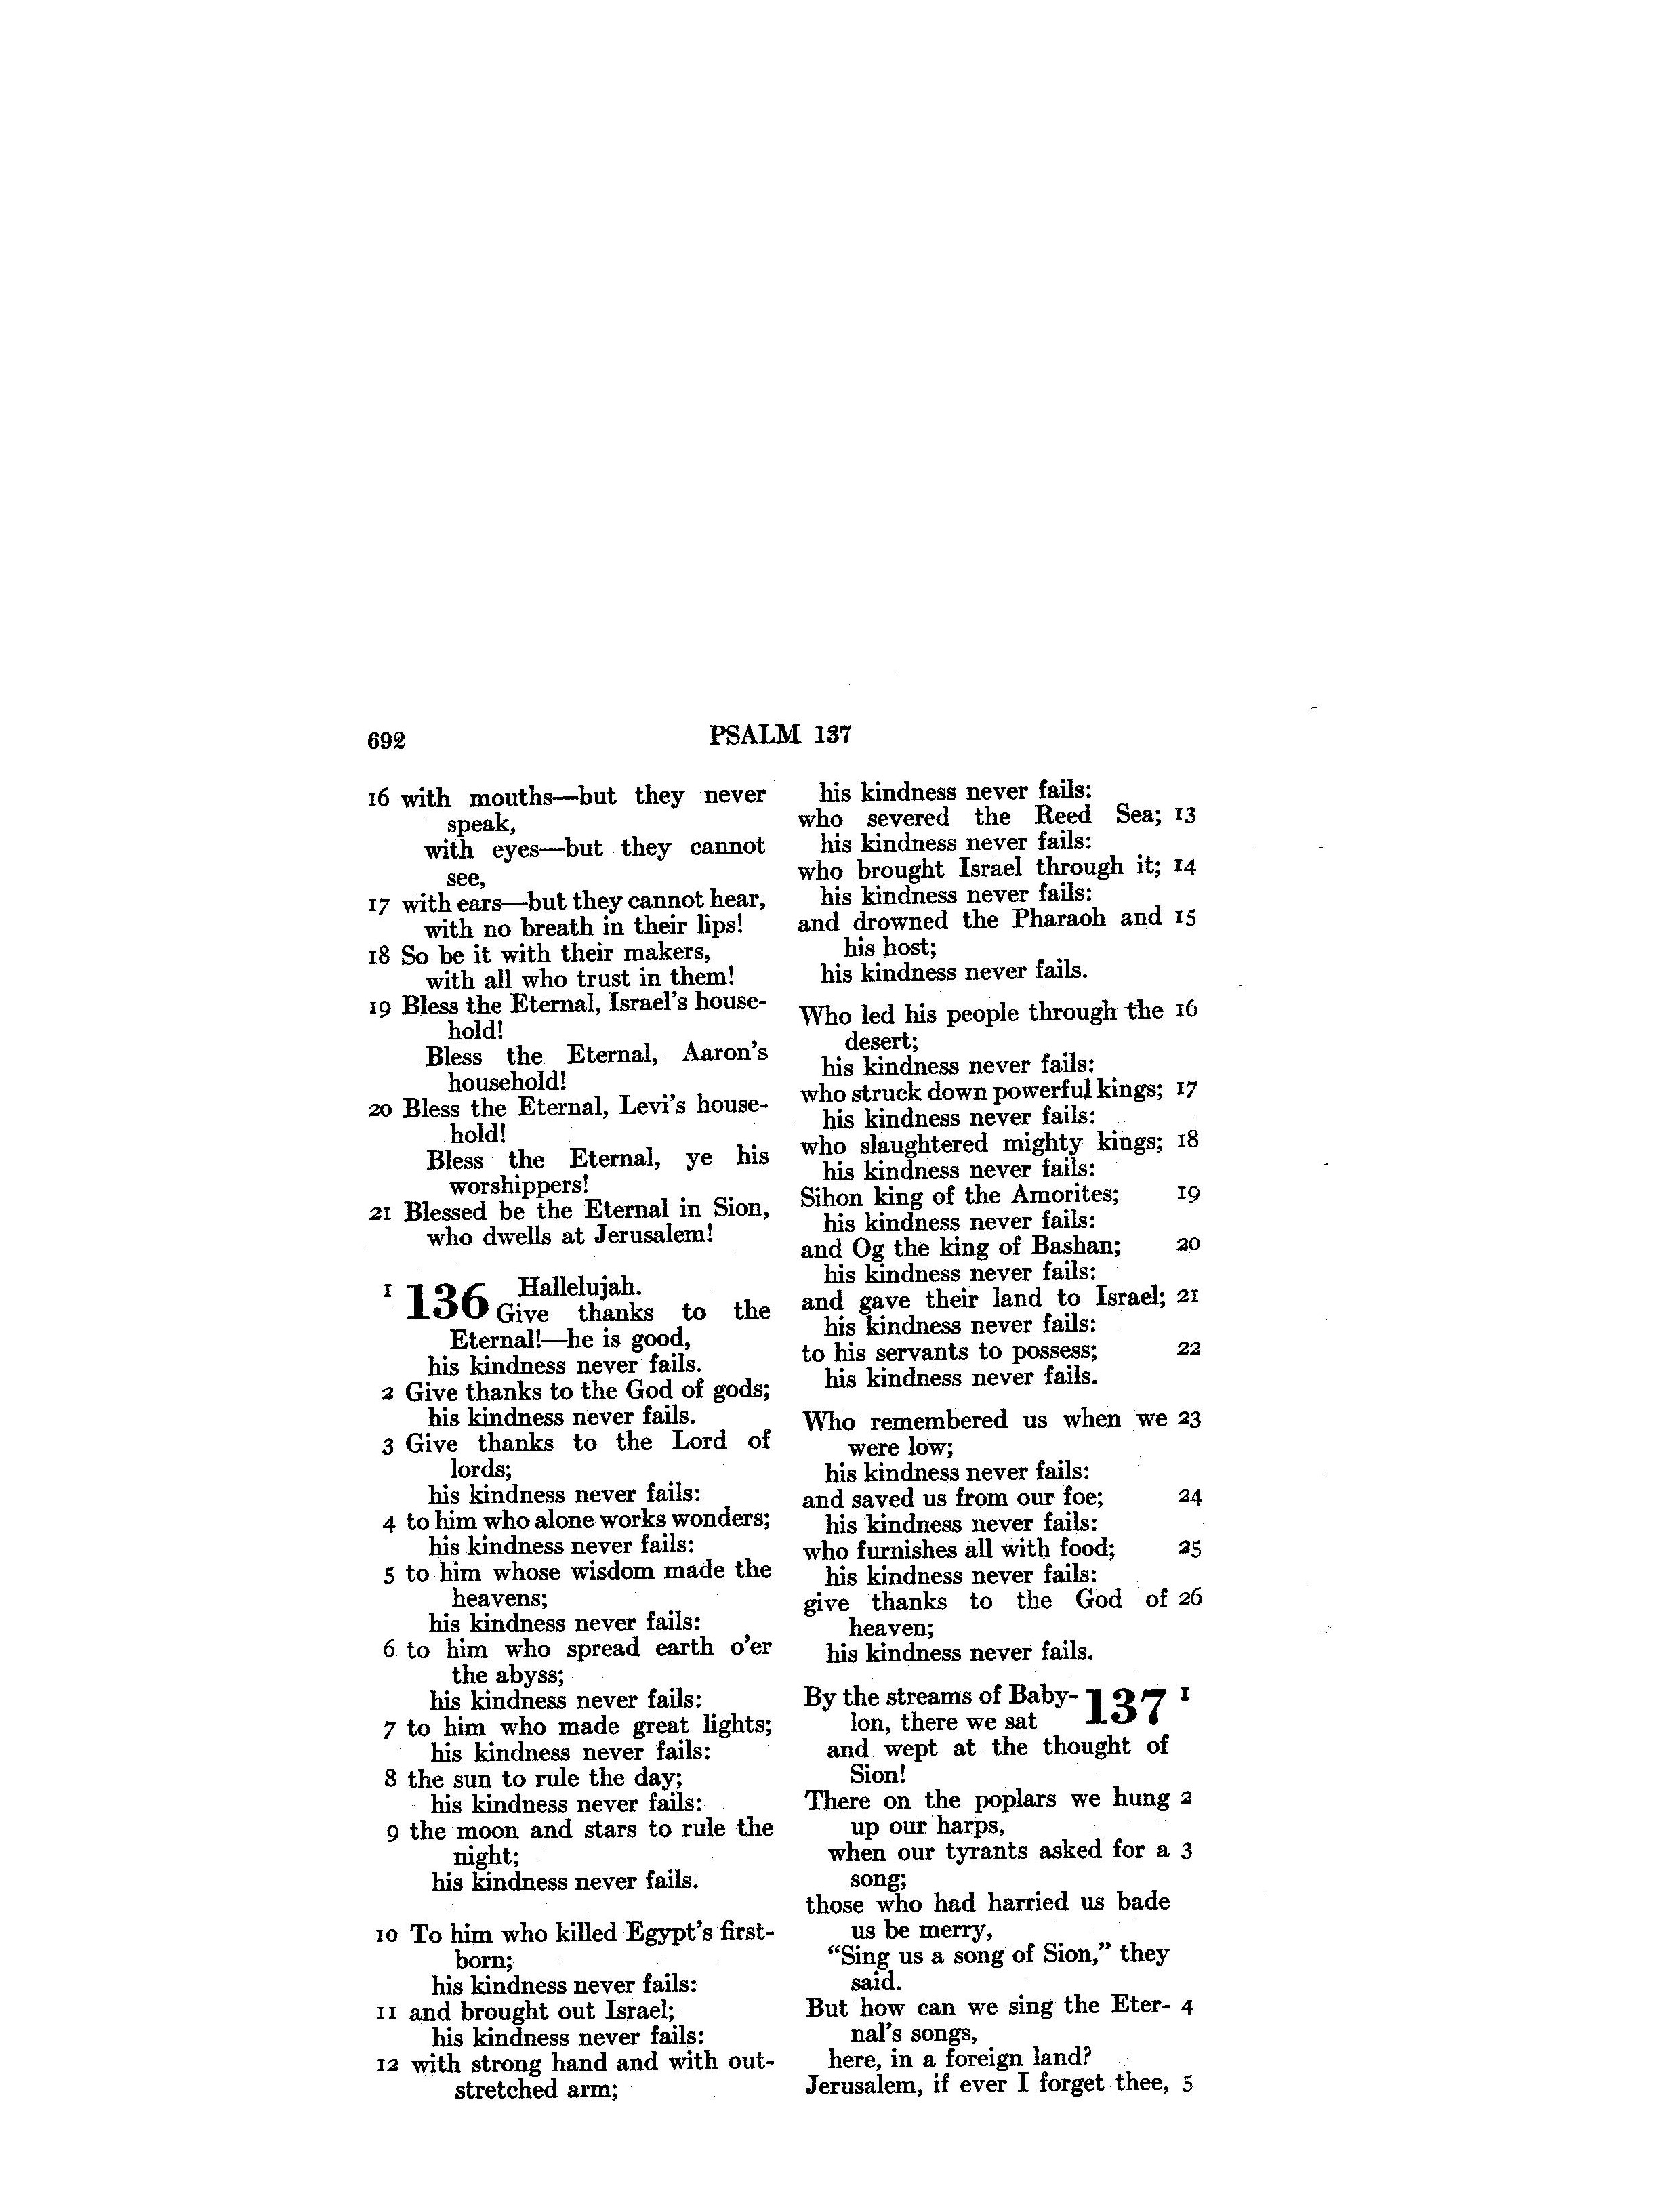 692
PSALM 137
16 with mouths—but they never
speak,
with eyes—but they cannot
see,
17 with ears—but they cannot hear,
with no breath in their lips!
18 So be it with their makers,
with all who trust in them!
19 Bless the Eternal, Israel's house-
hold!
Bless the Eternal, Aaron's
household!
20 Bless the Eternal, Levi's house-
hold!
Bless the Eternal, ye his
worshippers!
21 Blessed be the Eternal in Sion,
who dwells at Jerusalem!
1 136 Hallelujah.
Give thanks to the
Eternal!—he is good,
his kindness never fails.
2 Give thanks to the God of gods;
his kindness never fails.
3 Give thanks to the Lord of
lords;
his kindness never fails:
4 to him who alone works wonders;
his kindness never fails:
5 to him whose wisdom made the
heavens;
his kindness never fails:
6 to him who spread earth o'er
the abyss;
his kindness never fails:
7 to him who made great lights;
his kindness never fails:
8 the sun to rule the day;
his kindness never fails:
9 the moon and stars to rule the
night;
his kindness never fails.
10 To him who killed Egypt's first-
born;
his kindness never fails:
11 and brought out Israel;
his kindness never fails:
12 with strong hand and with out-
stretched arm;
his kindness never fails:
who severed the Reed Sea; 13
his kindness never fails:
who brought Israel through it; 14
his kindness never fails:
and drowned the Pharaoh and 15
his host;
his kindness never fails.
Who led his people through the 16
desert;
his kindness never fails:
who struck down powerful kings; 17
his kindness never fails:
who slaughtered mighty kings; 18
his kindness never fails:
Sihon king of the Amorites; 19
his kindness never fails:
and Og the king of Bashan; 20
his kindness never fails:
and gave their land to Israel; 21
his kindness never fails:
to his servants to possess; 22
his kindness never fails.
Who remembered us when we 23
were low;
his kindness never fails:
and saved us from our foe; 24
his kindness never fails:
who furnishes all with food; 25
his kindness never fails:
give thanks to the God of 26
heaven;
his kindness never fails.
By the streams of Baby- 137 1
lon, there we sat
and wept at the thought of
Sion!
There on the poplars we hung 2
up our harps,
when our tyrants asked for a 3
song;
those who had harried us bade
us be merry,
"Sing us a song of Sion," they
said.
But how can we sing the Eter- 4
nal's songs,
here, in a foreign land?
Jerusalem, if ever I forget thee, 5